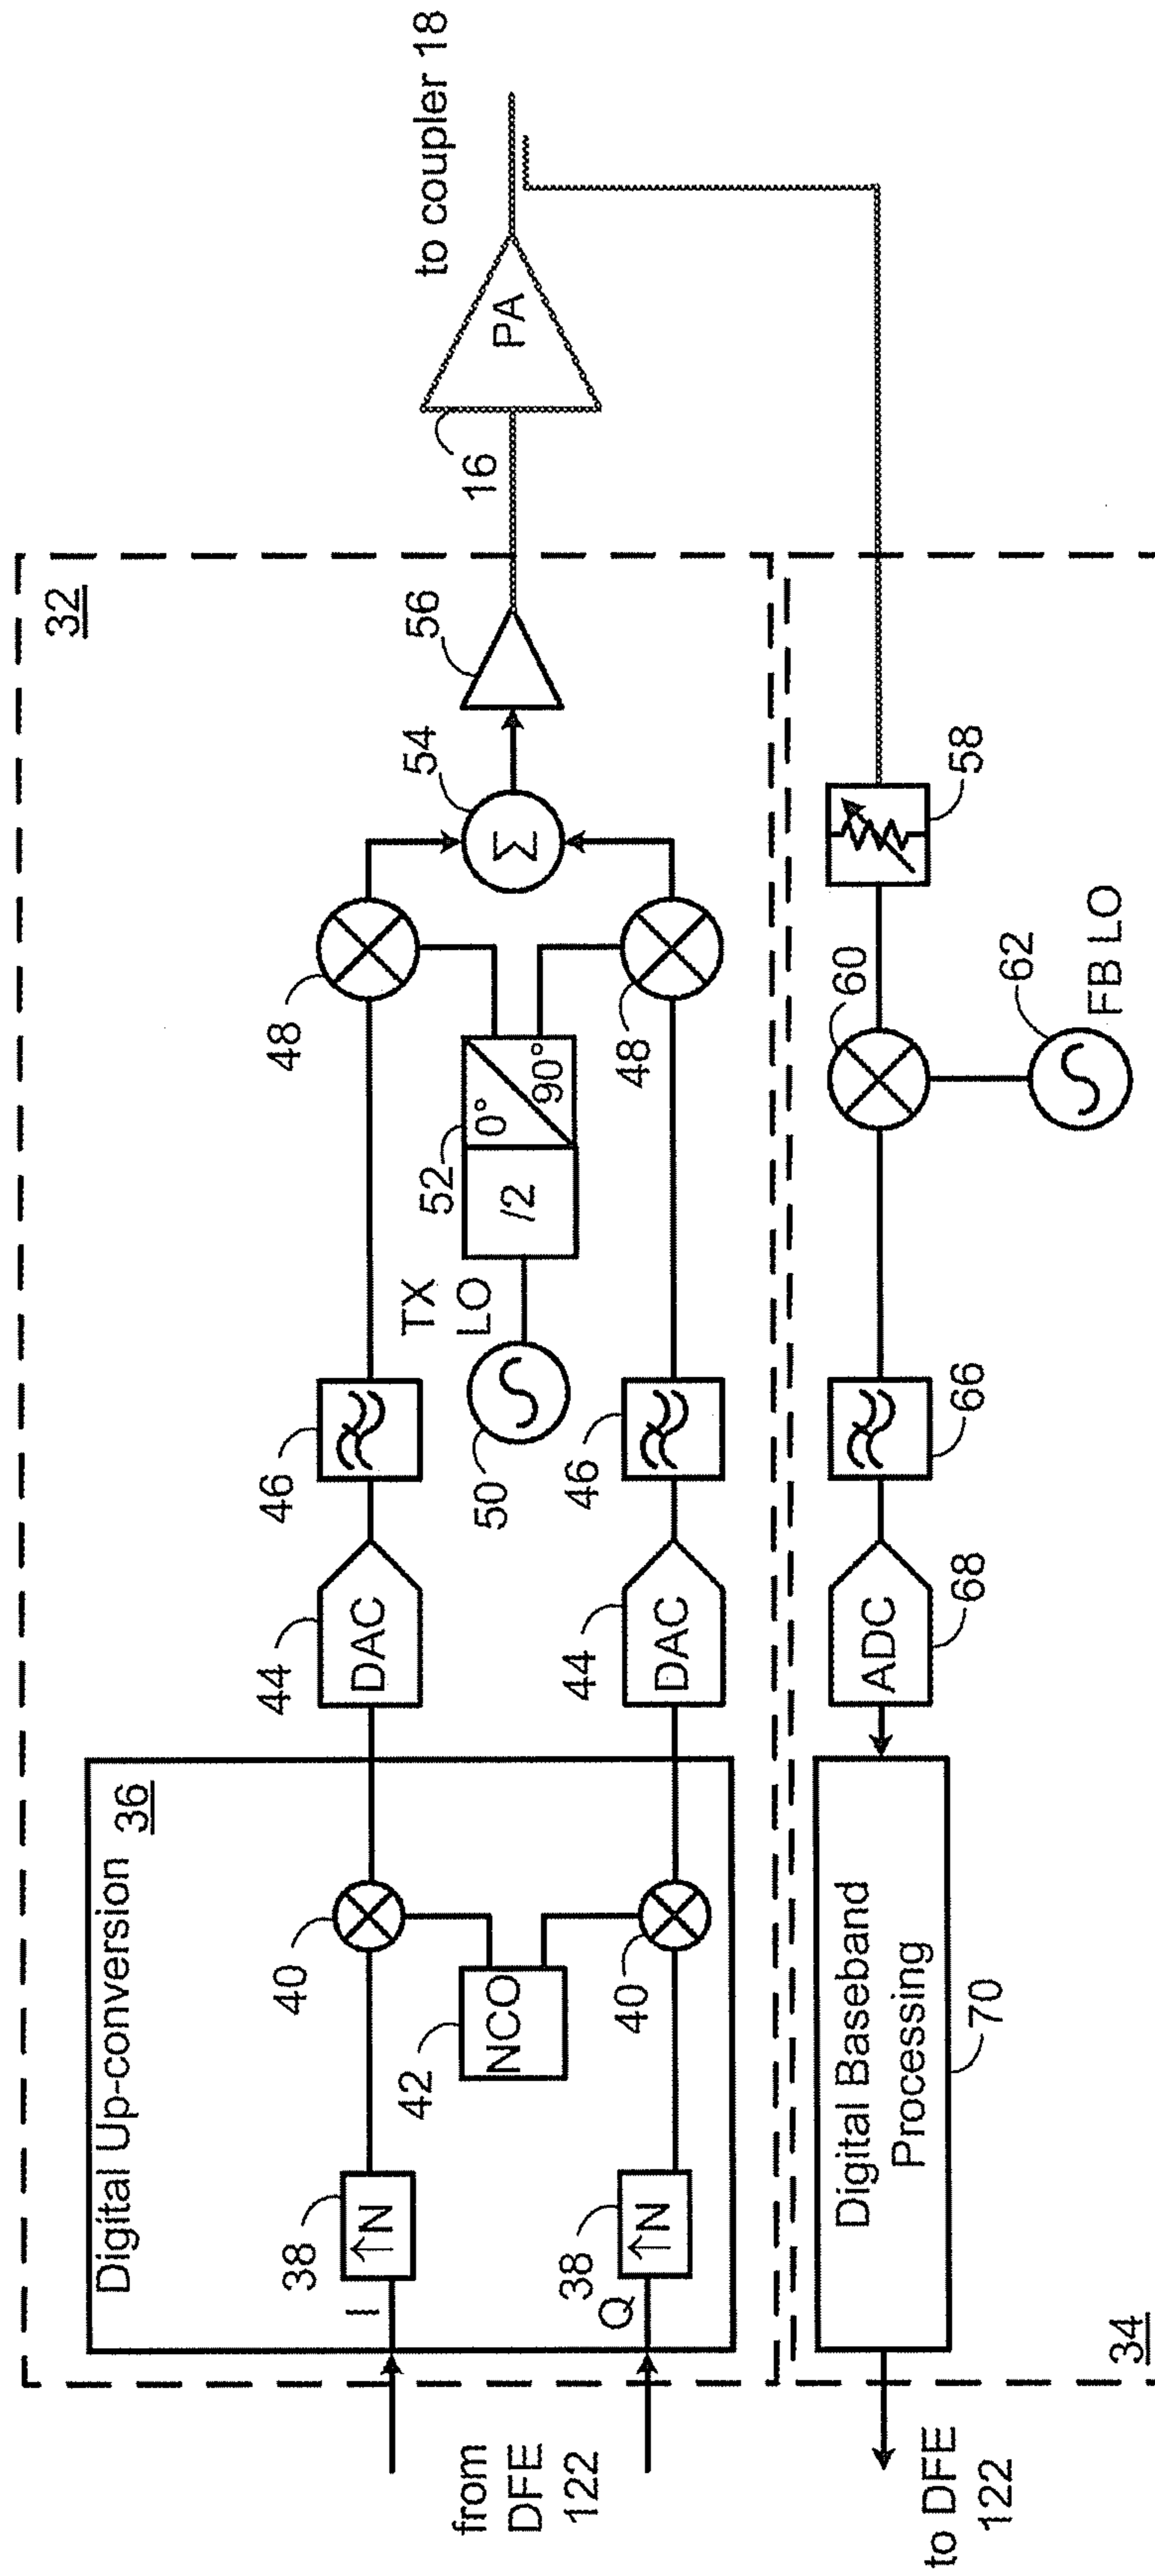 32
Digital Up-conversion
36
I
38
↑N
40
44
DAC
46
48
42
NCO
50
TX
LO
52
/2
0°
90°
54
Σ
56
16
PA
to coupler 18
from
DFE
122
Q
38
↑N
40
44
DAC
46
48
to DFE
122
Digital Baseband
Processing
70
ADC
68
66
60
62
FB LO
58
34